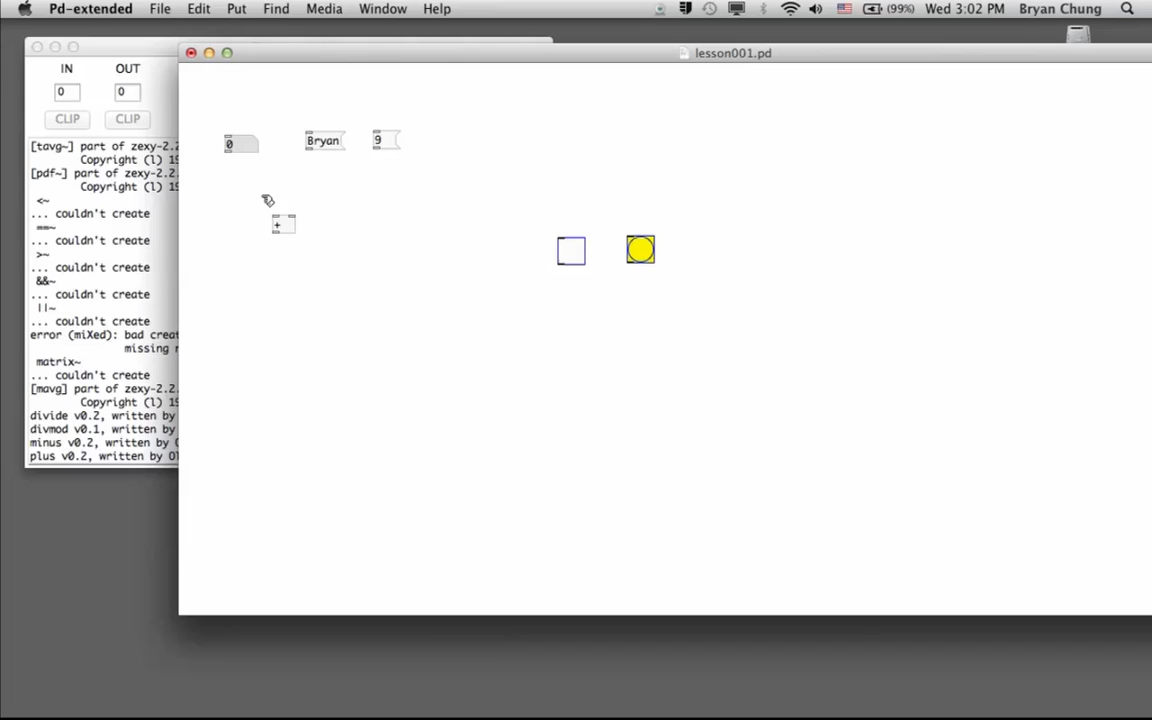 Pd-extended File Edit Put Find Media Window Help (99%) Wed 3:02 PM Bryan Chung
lesson001.pd
IN OUT
0 0
CLIP CLIP
[tavg~] part of zexy-2.2.
Copyright (l) 19
[pdf~] part of zexy-2.2.
Copyright (l) 19
<~
... couldn't create
==~
... couldn't create
>~
... couldn't create
&&~
... couldn't create
||~
... couldn't create
error (miXed): bad creat
missing
matrix~
... couldn't create
[mavg] part of zexy-2.2.
Copyright (l) 19
divide v0.2, written by
divmod v0.1, written by
minus v0.2, written by
plus v0.2, written by
0 Bryan 9
+